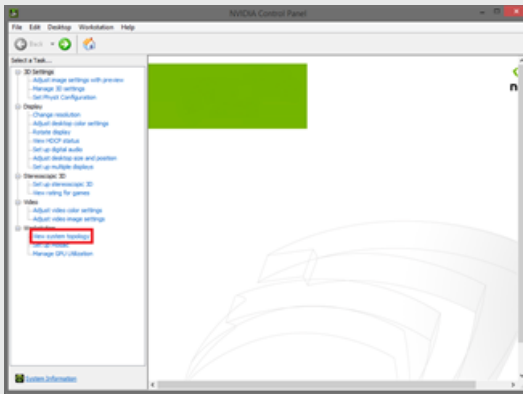 NVIDIA Control Panel
File Edit Desktop Workstation Help
Back
Select a Task...
3D Settings
Adjust image settings with preview
Manage 3D settings
Set PhysX Configuration
Display
Change resolution
Adjust desktop color settings
Rotate display
View HDCP status
Set up digital audio
Adjust desktop size and position
Set up multiple displays
Stereoscopic 3D
Set up stereoscopic 3D
View rating for games
Video
Adjust video color settings
Adjust video image settings
Workstation
View system topology
Set up Mosaic
Manage GPU Utilization
System Information
n